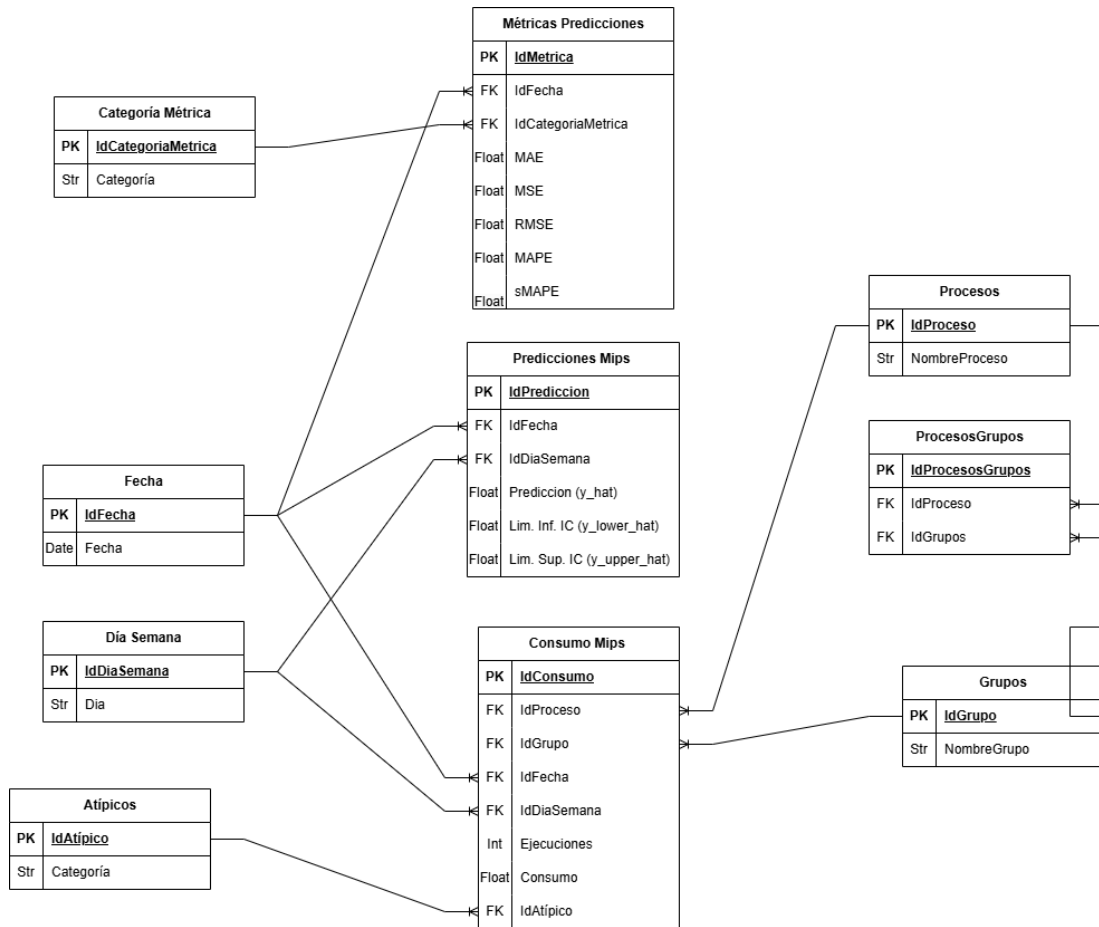 Métricas Predicciones
PK IdMetrica
FK IdFecha
FK IdCategoriaMetrica
Float MAE
Float MSE
Float RMSE
Float MAPE
Float sMAPE
Categoría Métrica
PK IdCategoriaMetrica
Str Categoría
Procesos
PK IdProceso
Str NombreProceso
Predicciones Mips
PK IdPrediccion
FK IdFecha
FK IdDiaSemana
Float Prediccion (y_hat)
Float Lim. Inf. IC (y_lower_hat)
Float Lim. Sup. IC (y_upper_hat)
ProcesosGrupos
PK IdProcesosGrupos
FK IdProceso
FK IdGrupos
Fecha
PK IdFecha
Date Fecha
Día Semana
PK IdDiaSemana
Str Dia
Consumo Mips
PK IdConsumo
FK IdProceso
FK IdGrupo
FK IdFecha
FK IdDiaSemana
Int Ejecuciones
Float Consumo
FK IdAtípico
Grupos
PK IdGrupo
Str NombreGrupo
Atípicos
PK IdAtípico
Str Categoría